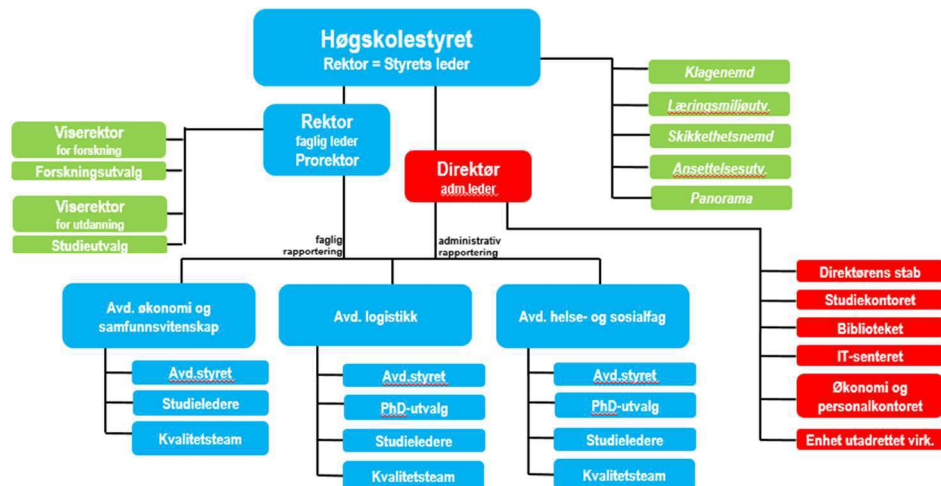 Høgskolestyret
Rektor = Styrets leder
Klagenemd
Læringsmiljøutv.
Skikkethetsnemd
Ansettelsesutv.
Panorama
Rektor
faglig leder
Prorektor
Direktør
adm.leder
Viserektor
for forskning
Forskningsutvalg
Viserektor
for utdanning
Studieutvalg
faglig
rapportering
administrativ
rapportering
Direktørens stab
Studiekontoret
Biblioteket
IT-senteret
Økonomi og
personalkontoret
Enhet utadrettet virk.
Avd. økonomi og
samfunnsvitenskap
Avd.styret
Studieledere
Kvalitetsteam
Avd. logistikk
Avd.styret
PhD-utvalg
Studieledere
Kvalitetsteam
Avd. helse- og sosialfag
Avd.styret
PhD-utvalg
Studieledere
Kvalitetsteam